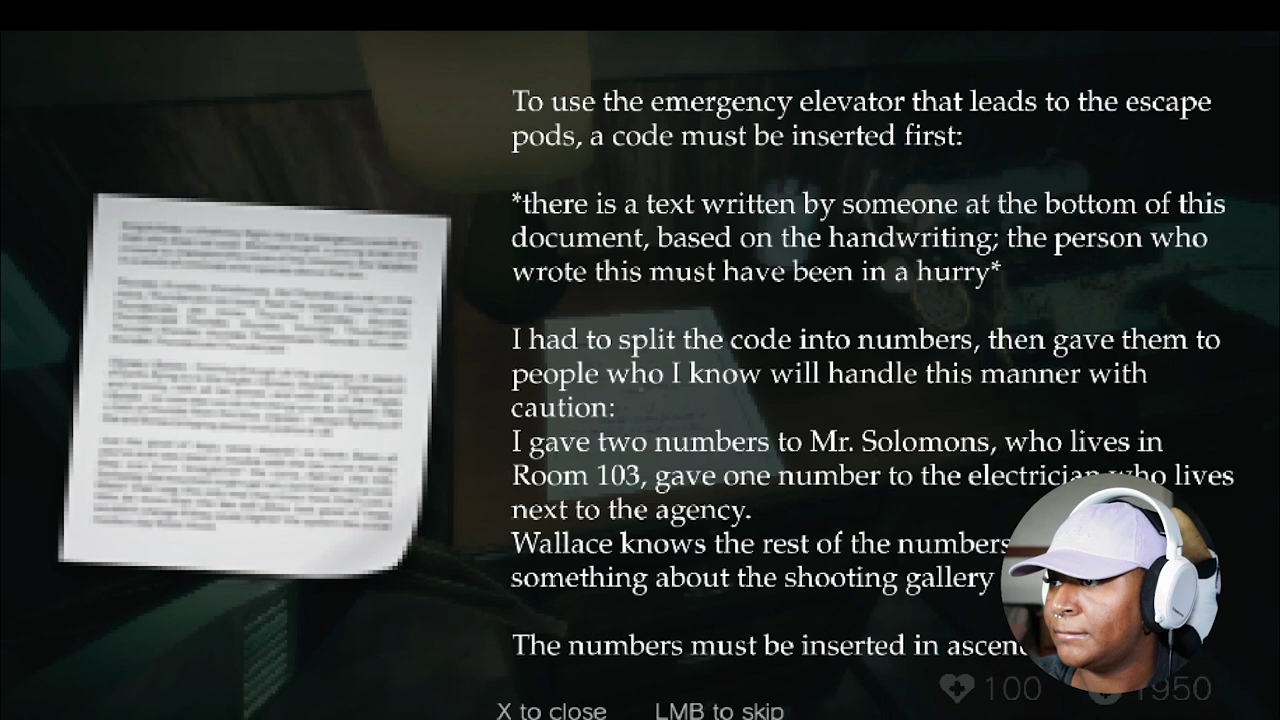 To use the emergency elevator that leads to the escape
pods, a code must be inserted first:
*there is a text written by someone at the bottom of this
document, based on the handwriting; the person who
wrote this must have been in a hurry*
I had to split the code into numbers, then gave them to
people who I know will handle this manner with
caution:
I gave two numbers to Mr. Solomons, who lives in
Room 103, gave one number to the electrician who lives
next to the agency.
Wallace knows the rest of the numbers
something about the shooting gallery
The numbers must be inserted in
100 1950
X to close LMB to skip